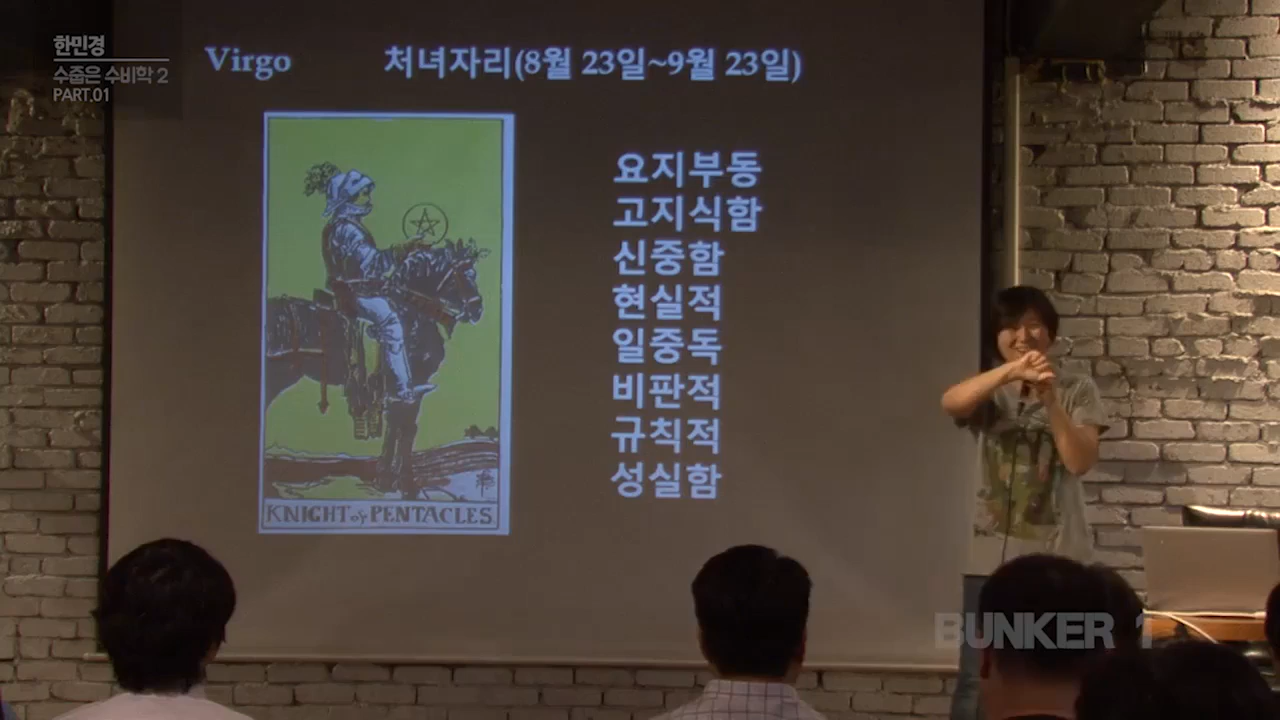 한민경
수줍은 수비학 2
PART.01
Virgo 처녀자리(8월 23일~9월 23일)
요지부동
고지식함
신중함
현실적
일중독
비판적
규칙적
성실함
KNIGHT of PENTACLES
BUNKER 1